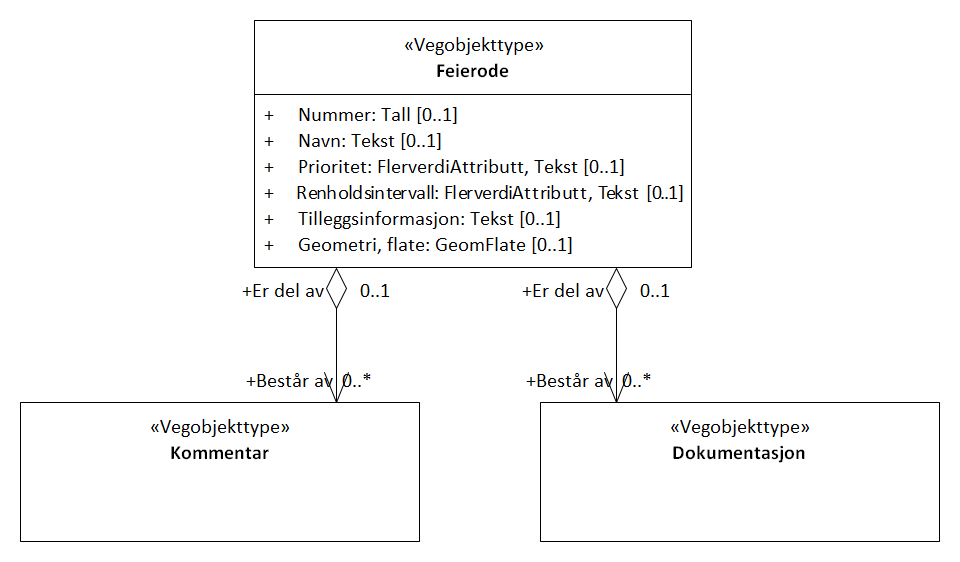 «Vegobjekttype»
Feierode
+ Nummer: Tall [0..1]
+ Navn: Tekst [0..1]
+ Prioritet: FlerverdiAttributt, Tekst [0..1]
+ Renholdsintervall: FlerverdiAttributt, Tekst [0..1]
+ Tilleggsinformasjon: Tekst [0..1]
+ Geometri, flate: GeomFlate [0..1]
+Er del av 0..1
+Er del av 0..1
+Består av 0..*
+Består av 0..*
«Vegobjekttype»
Kommentar
«Vegobjekttype»
Dokumentasjon